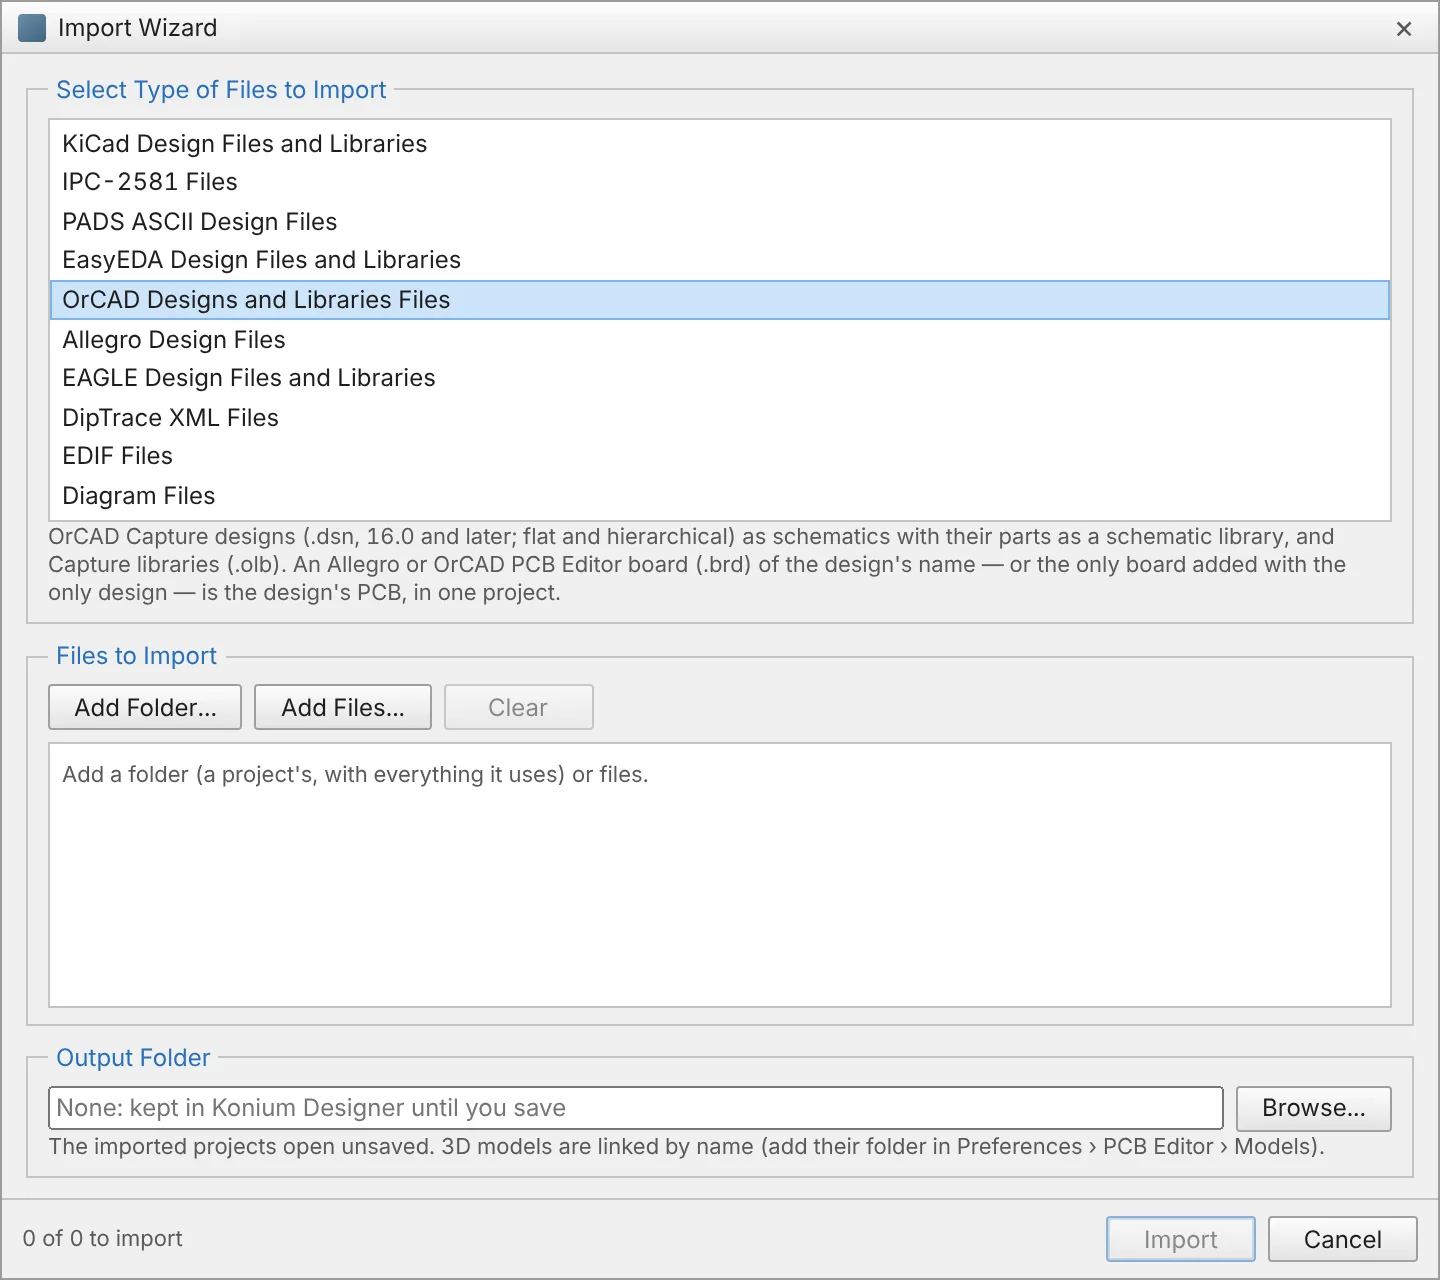 Import Wizard
Select Type of Files to Import
KiCad Design Files and Libraries
IPC-2581 Files
PADS ASCII Design Files
EasyEDA Design Files and Libraries
OrCAD Designs and Libraries Files
Allegro Design Files
EAGLE Design Files and Libraries
DipTrace XML Files
EDIF Files
Diagram Files
OrCAD Capture designs (.dsn, 16.0 and later; flat and hierarchical) as schematics with their parts as a schematic library, and
Capture libraries (.olb). An Allegro or OrCAD PCB Editor board (.brd) of the design's name — or the only board added with the
only design — is the design's PCB, in one project.
Files to Import
Add Folder... Add Files... Clear
Add a folder (a project's, with everything it uses) or files.
Output Folder
None: kept in Konium Designer until you save Browse...
The imported projects open unsaved. 3D models are linked by name (add their folder in Preferences › PCB Editor › Models).
0 of 0 to import Import Cancel